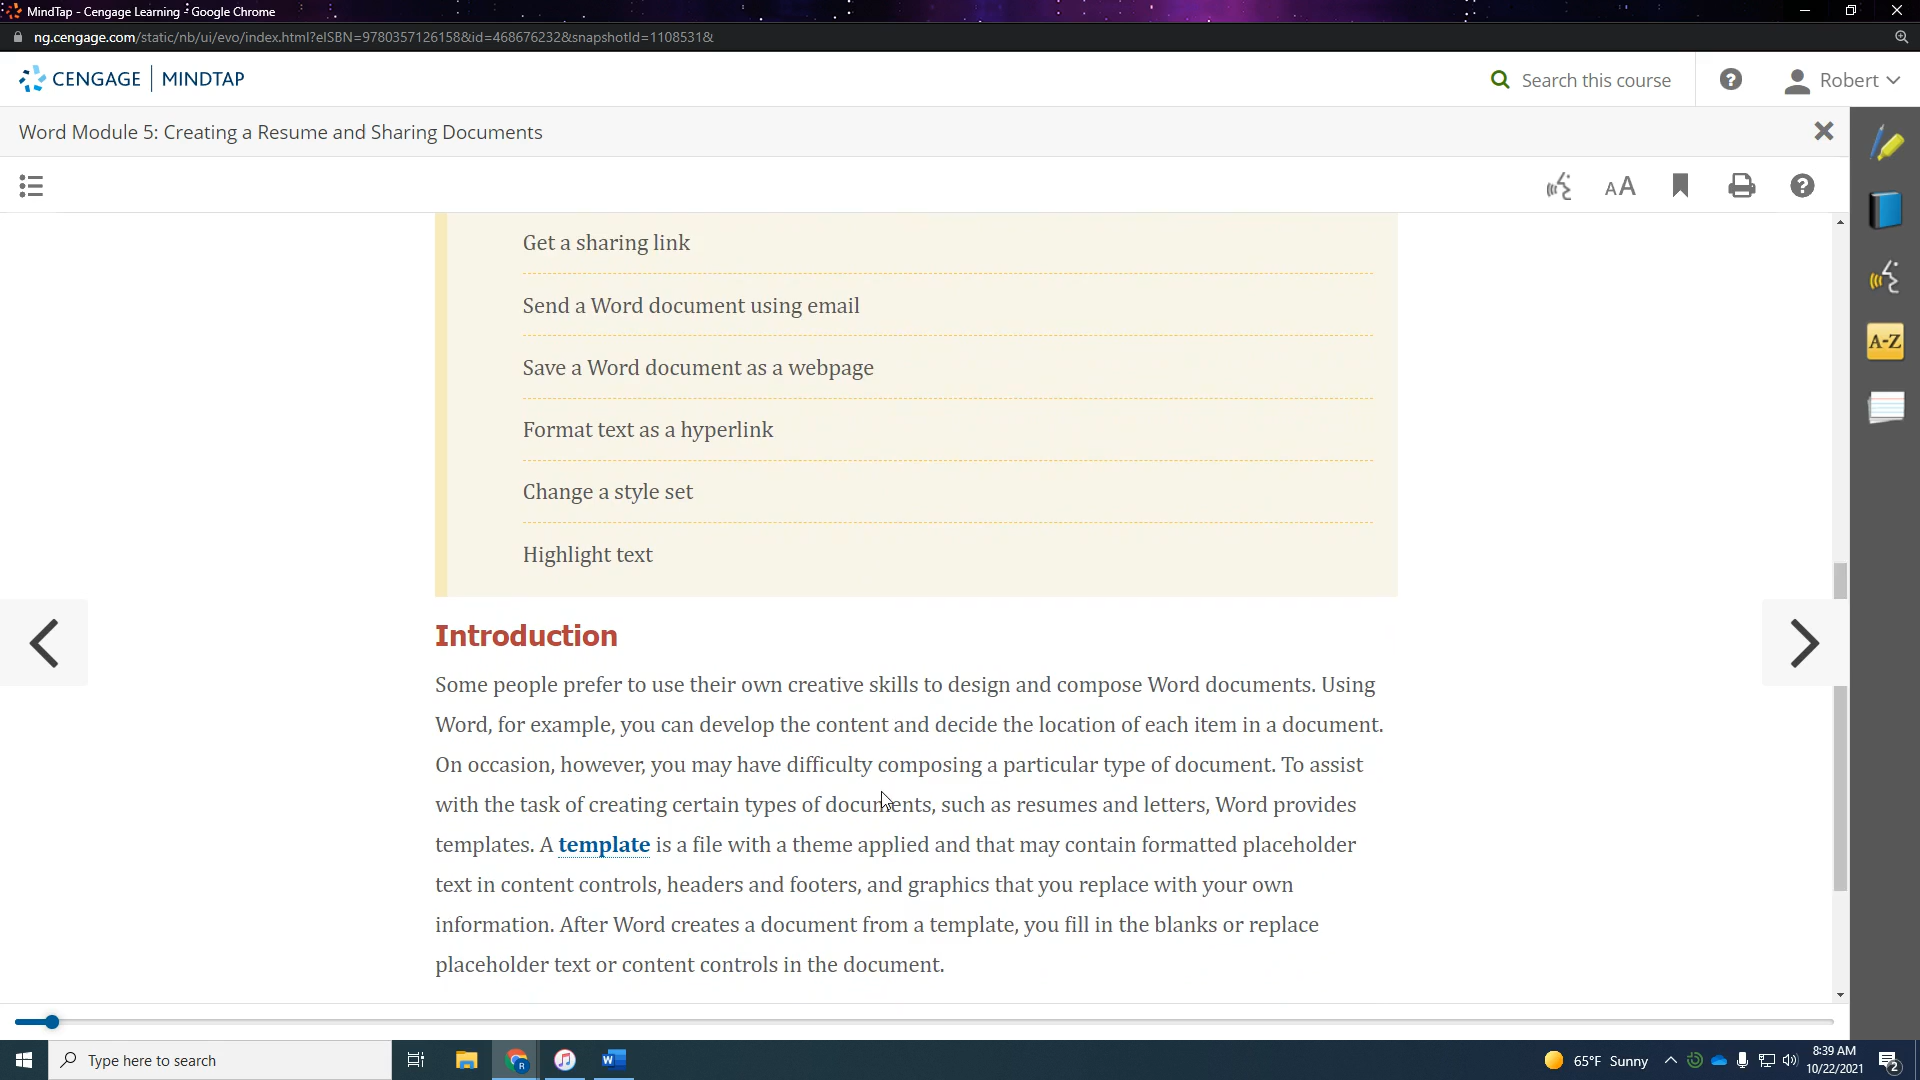 MindTap - Cengage Learning - Google Chrome
ng.cengage.com/static/nb/ui/evo/index.html?eISBN=9780357126158&id=468676232&snapshotId=1108531&
CENGAGE | MINDTAP
Search this course
Robert
Word Module 5: Creating a Resume and Sharing Documents
AA
A-Z
Get a sharing link
Send a Word document using email
Save a Word document as a webpage
Format text as a hyperlink
Change a style set
Highlight text
Introduction
Some people prefer to use their own creative skills to design and compose Word documents. Using
Word, for example, you can develop the content and decide the location of each item in a document.
On occasion, however, you may have difficulty composing a particular type of document. To assist
with the task of creating certain types of documents, such as resumes and letters, Word provides
templates. A template is a file with a theme applied and that may contain formatted placeholder
text in content controls, headers and footers, and graphics that you replace with your own
information. After Word creates a document from a template, you fill in the blanks or replace
placeholder text or content controls in the document.
Type here to search
R
W
65°F Sunny
8:39 AM
10/22/2021
2